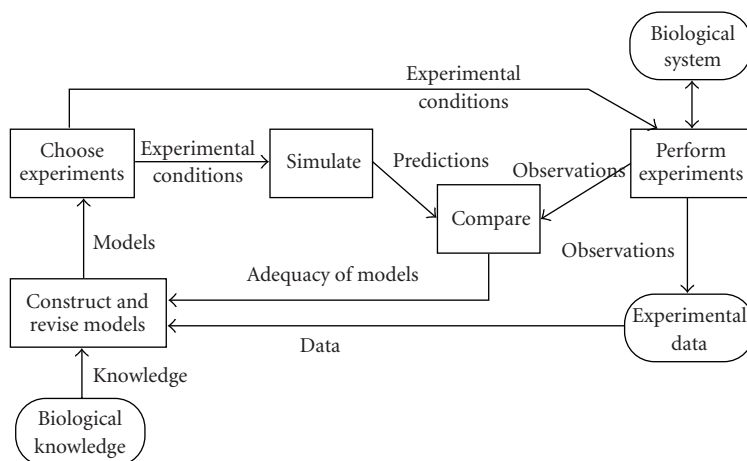 Biological
system
Experimental
conditions
Choose
experiments
Experimental
conditions
Simulate
Predictions
Observations
Perform
experiments
Compare
Models
Observations
Adequacy of models
Construct and
revise models
Experimental
data
Data
Knowledge
Biological
knowledge